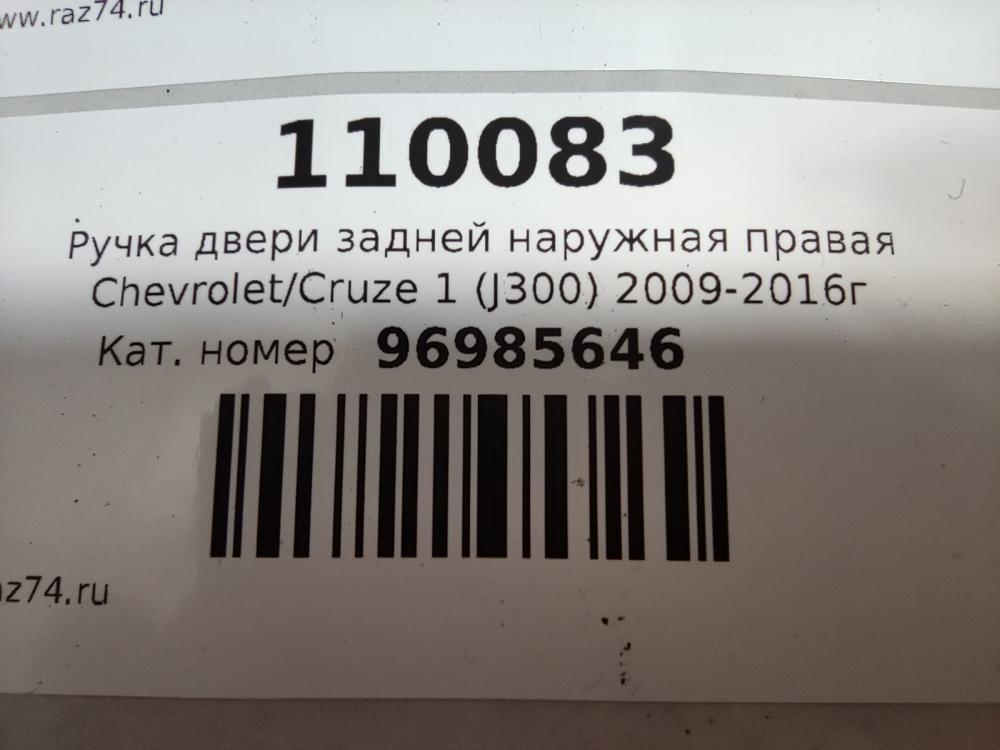 www.raz74.ru
110083
Ручка двери задней наружная правая
Chevrolet/Cruze 1 (J300) 2009-2016г
Кат. номер 96985646
az74.ru